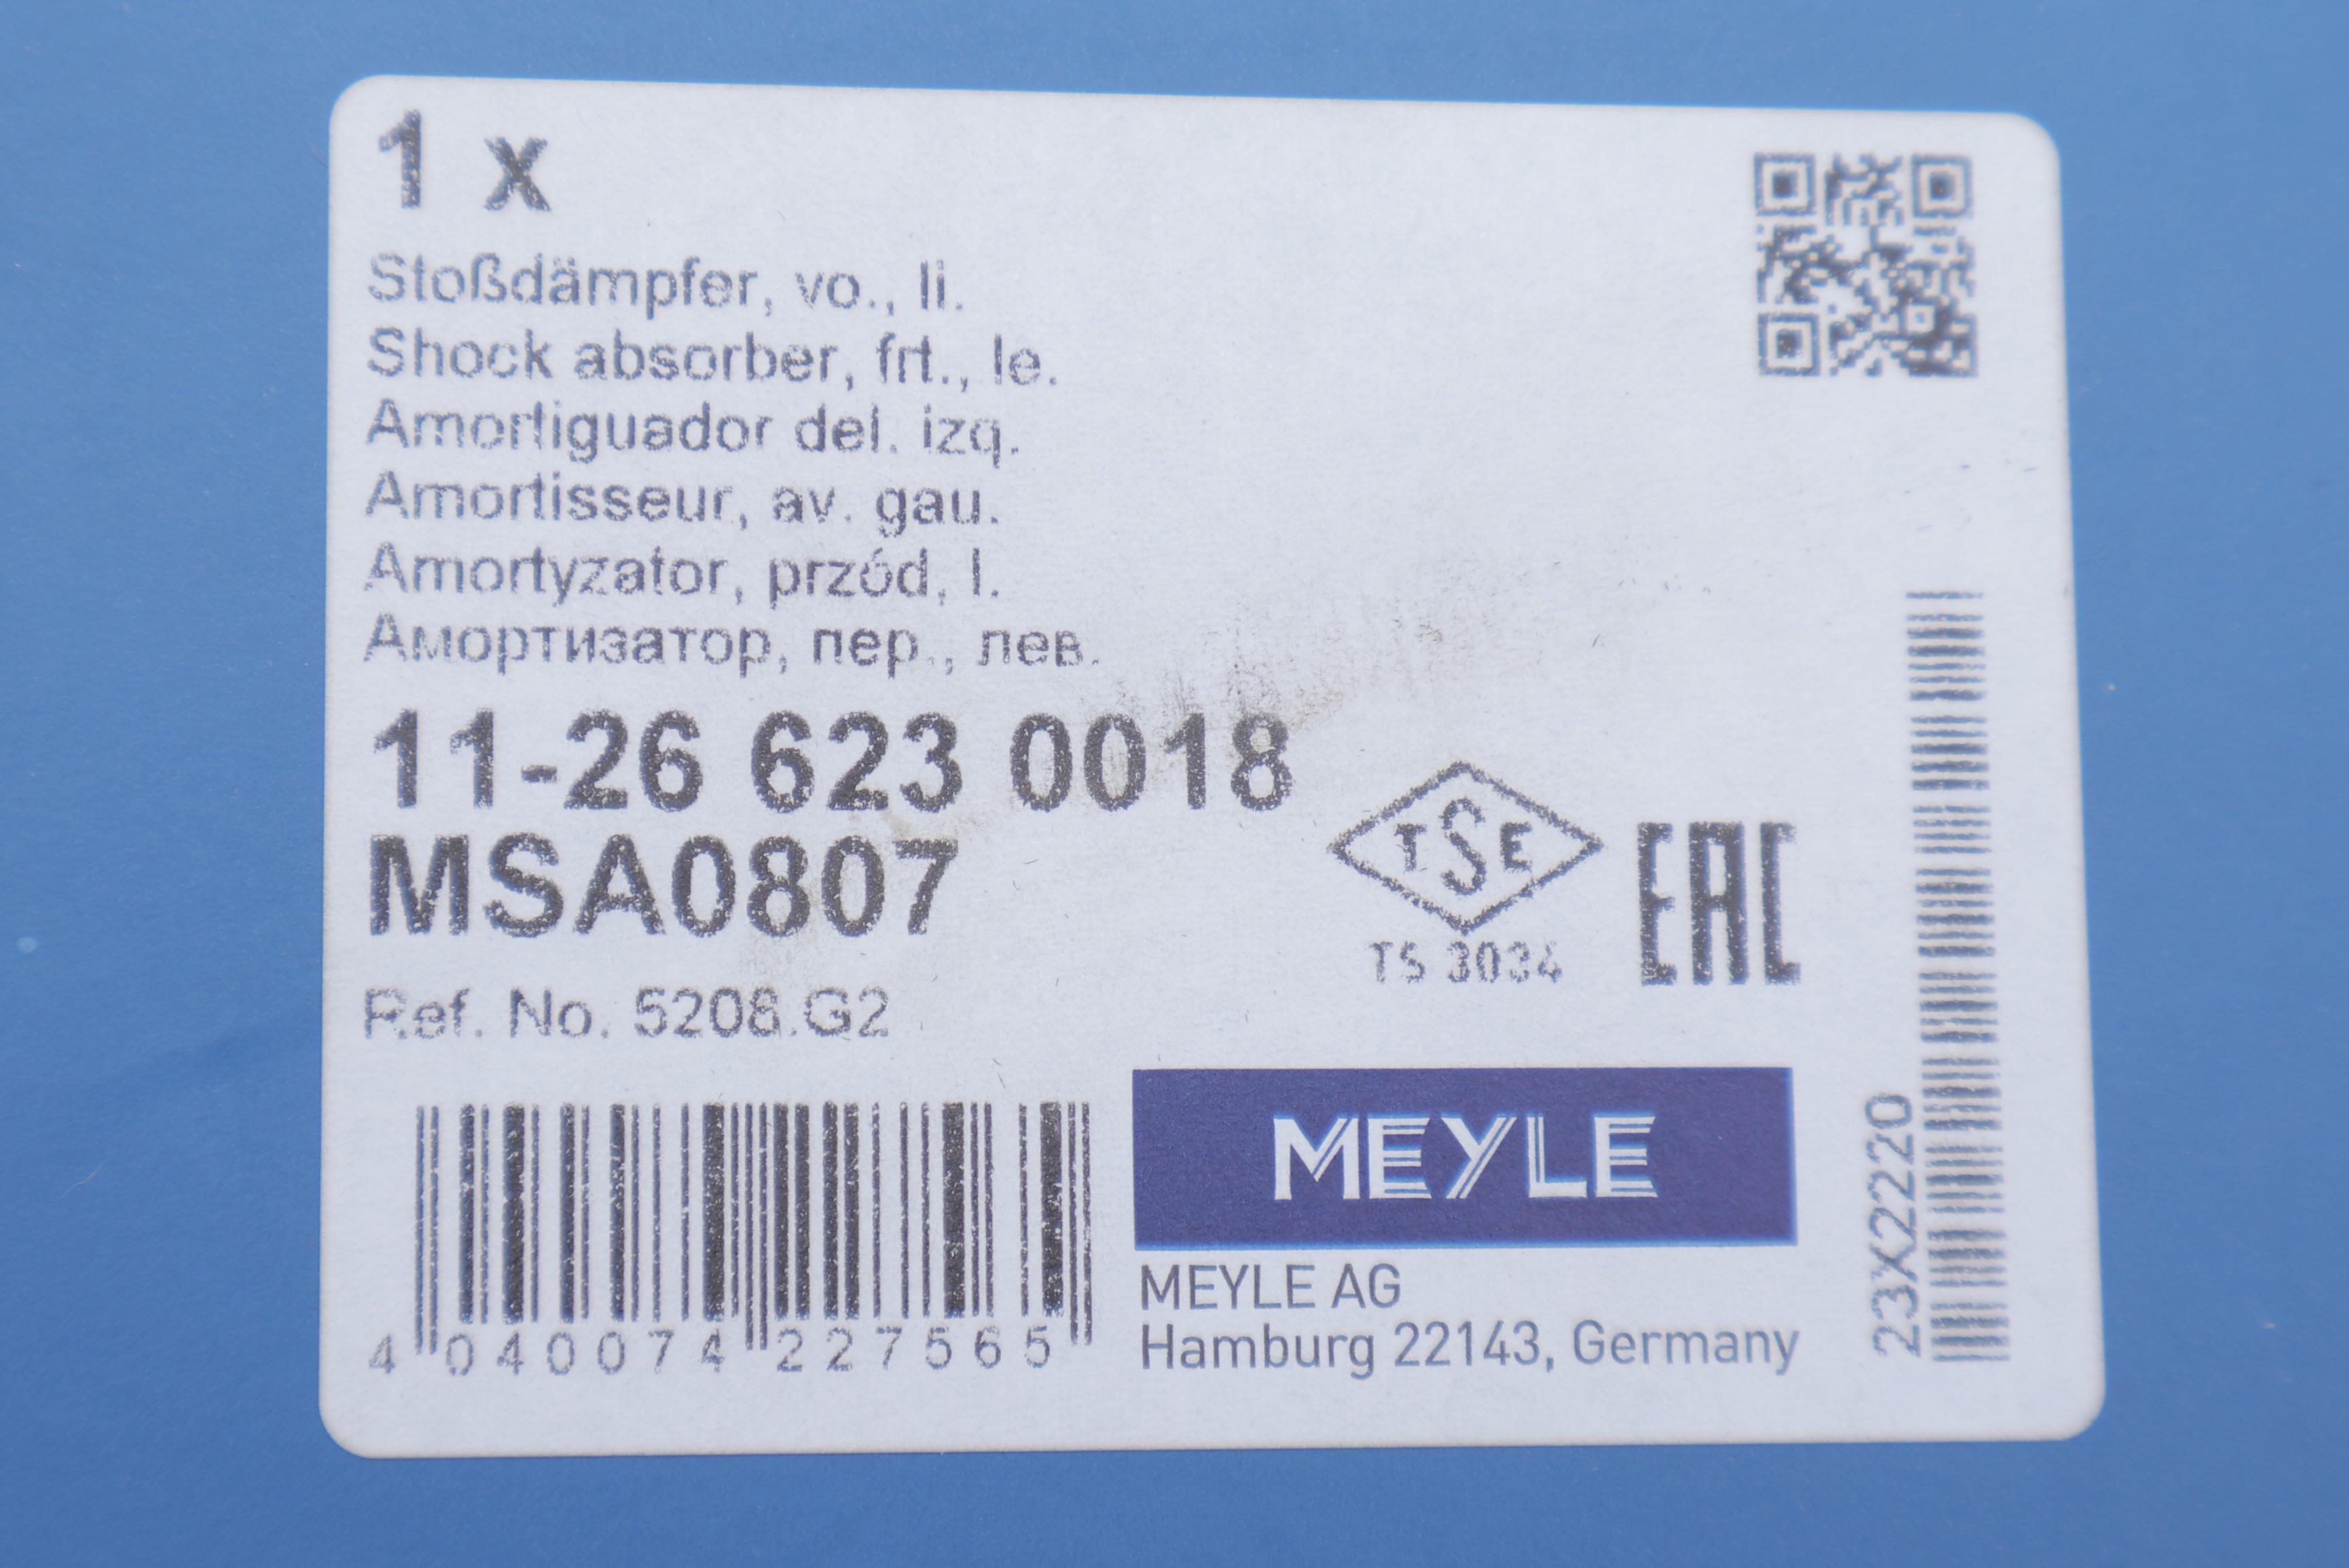 1 x
Stoßdämpfer, vo., li.
Shock absorber, frt., le.
Amortiguador del. izq.
Amortisseur, av. gau.
Amortyzator, przód, l.
Амортизатор, пер., лев.
11-26 623 0018
MSA0807
TSE
TS 3034
EAC
Ref. No. 5208.G2
4 040074 227565
MEYLE
MEYLE AG
Hamburg 22143, Germany
23X2220